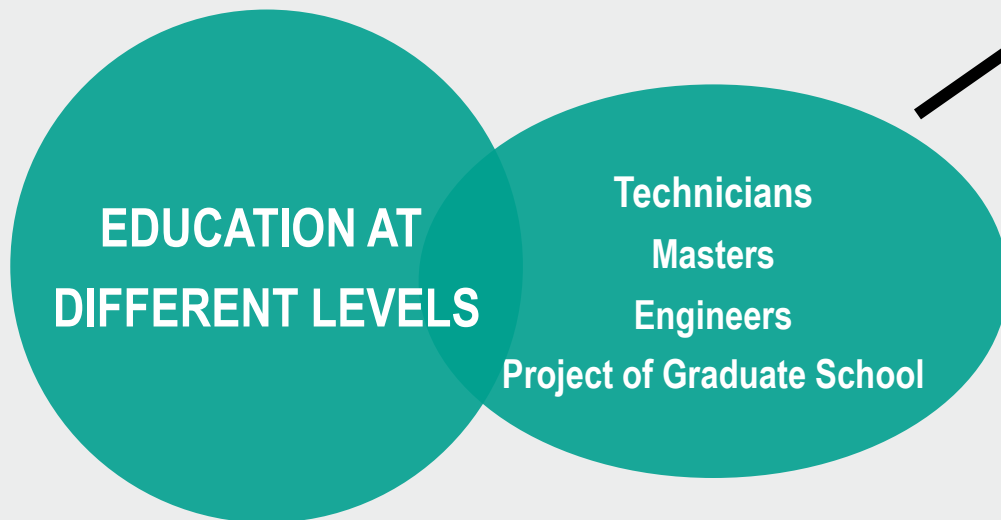 EDUCATION AT
DIFFERENT LEVELS
Technicians
Masters
Engineers
Project of Graduate School